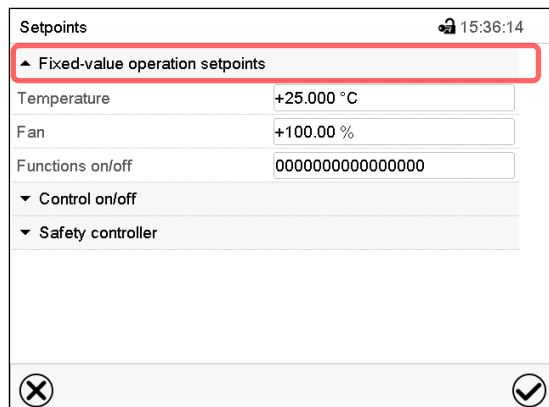 Setpoints 15:36:14
Fixed-value operation setpoints
Temperature +25.000 °C
Fan +100.00 %
Functions on/off 0000000000000000
Control on/off
Safety controller